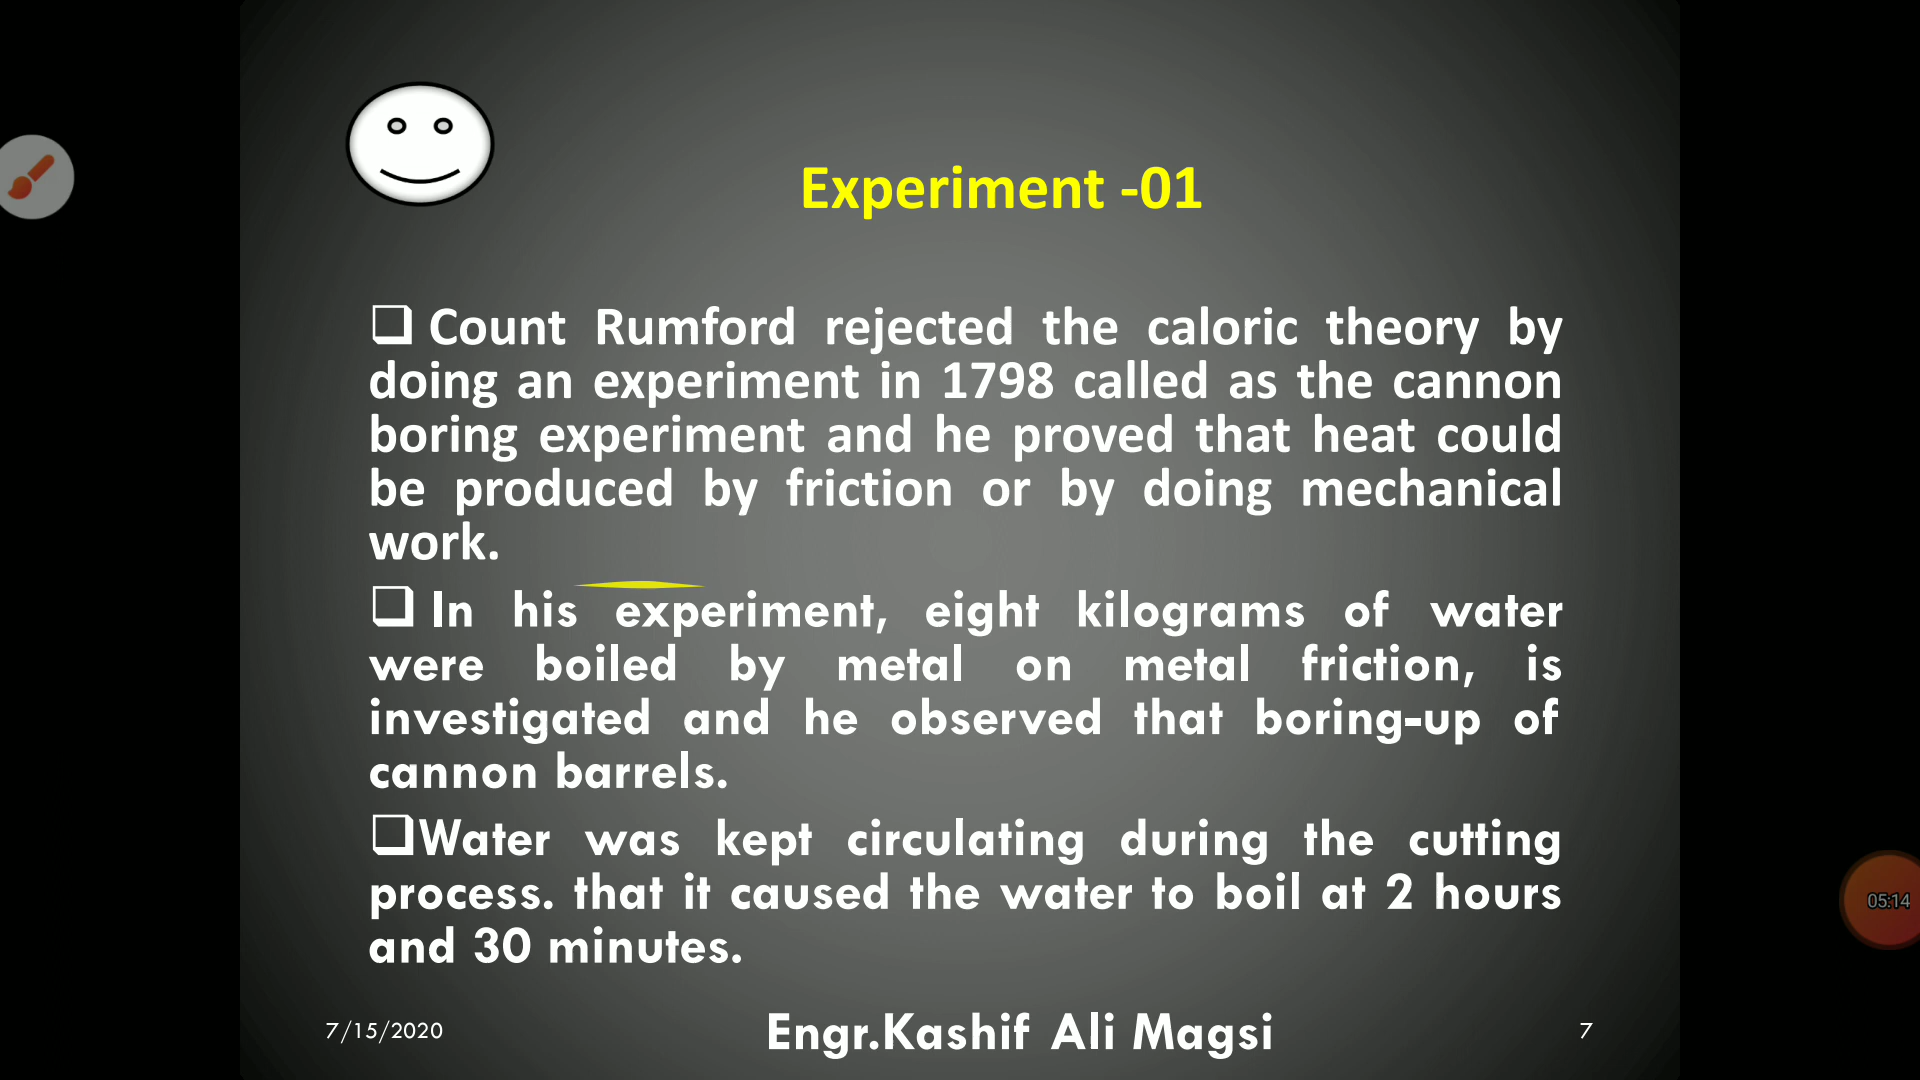 Experiment -01
❑ Count Rumford rejected the caloric theory by
doing an experiment in 1798 called as the cannon
boring experiment and he proved that heat could
be produced by friction or by doing mechanical
work.
❑ In his experiment, eight kilograms of water
were boiled by metal on metal friction, is
investigated and he observed that boring-up of
cannon barrels.
❑Water was kept circulating during the cutting
process. that it caused the water to boil at 2 hours
and 30 minutes.
05:14
7/15/2020
Engr.Kashif Ali Magsi
7